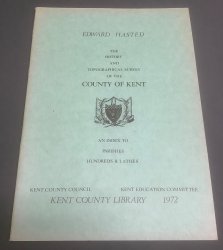 EDWARD HASTED
THE
HISTORY
AND
TOPOGRAPHICAL SURVEY
OF THE
COUNTY OF KENT
AN INDEX TO
PARISHES
HUNDREDS & LATHES
KENT COUNTY COUNCIL KENT EDUCATION COMMITTEE
KENT COUNTY LIBRARY 1972